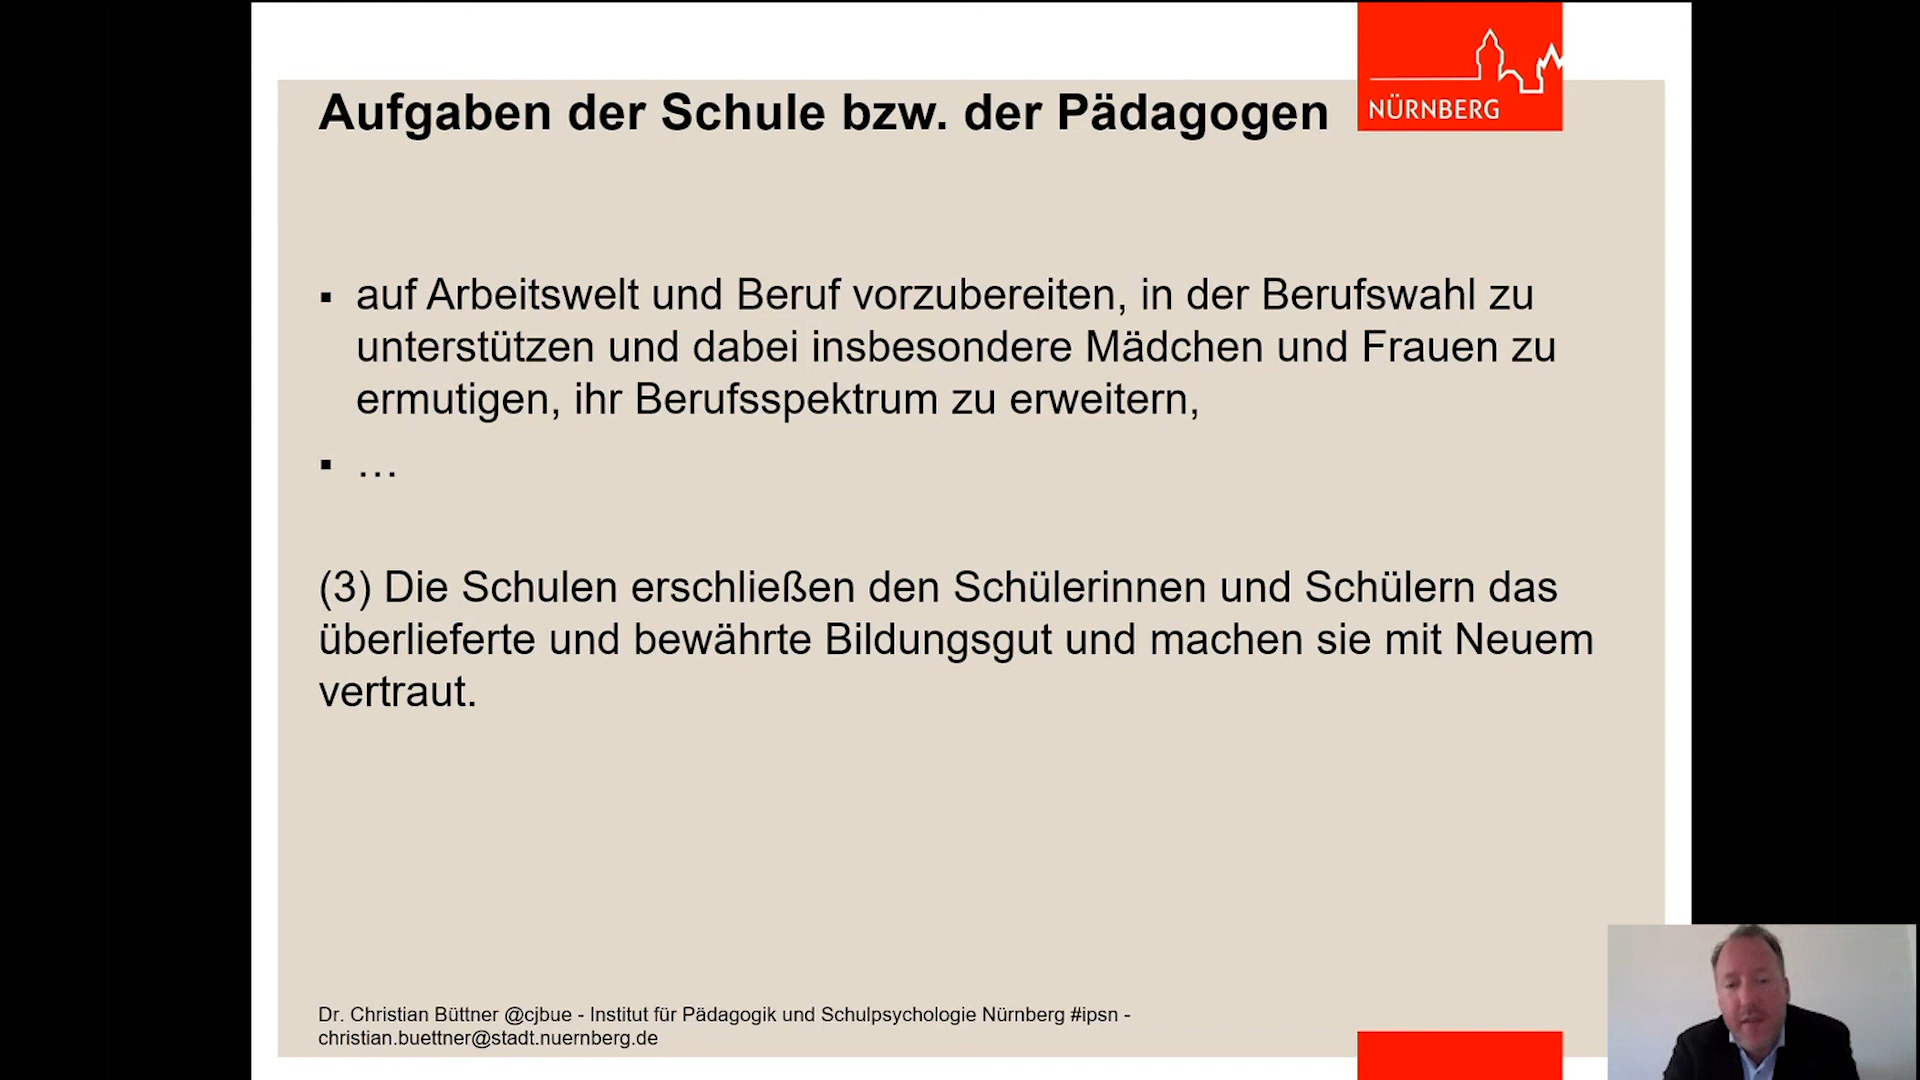 Aufgaben der Schule bzw. der Pädagogen
NÜRNBERG
▪ auf Arbeitswelt und Beruf vorzubereiten, in der Berufswahl zu
unterstützen und dabei insbesondere Mädchen und Frauen zu
ermutigen, ihr Berufsspektrum zu erweitern,
▪ …
(3) Die Schulen erschließen den Schülerinnen und Schülern das
überlieferte und bewährte Bildungsgut und machen sie mit Neuem
vertraut.
Dr. Christian Büttner @cjbue - Institut für Pädagogik und Schulpsychologie Nürnberg #ipsn -
christian.buettner@stadt.nuernberg.de